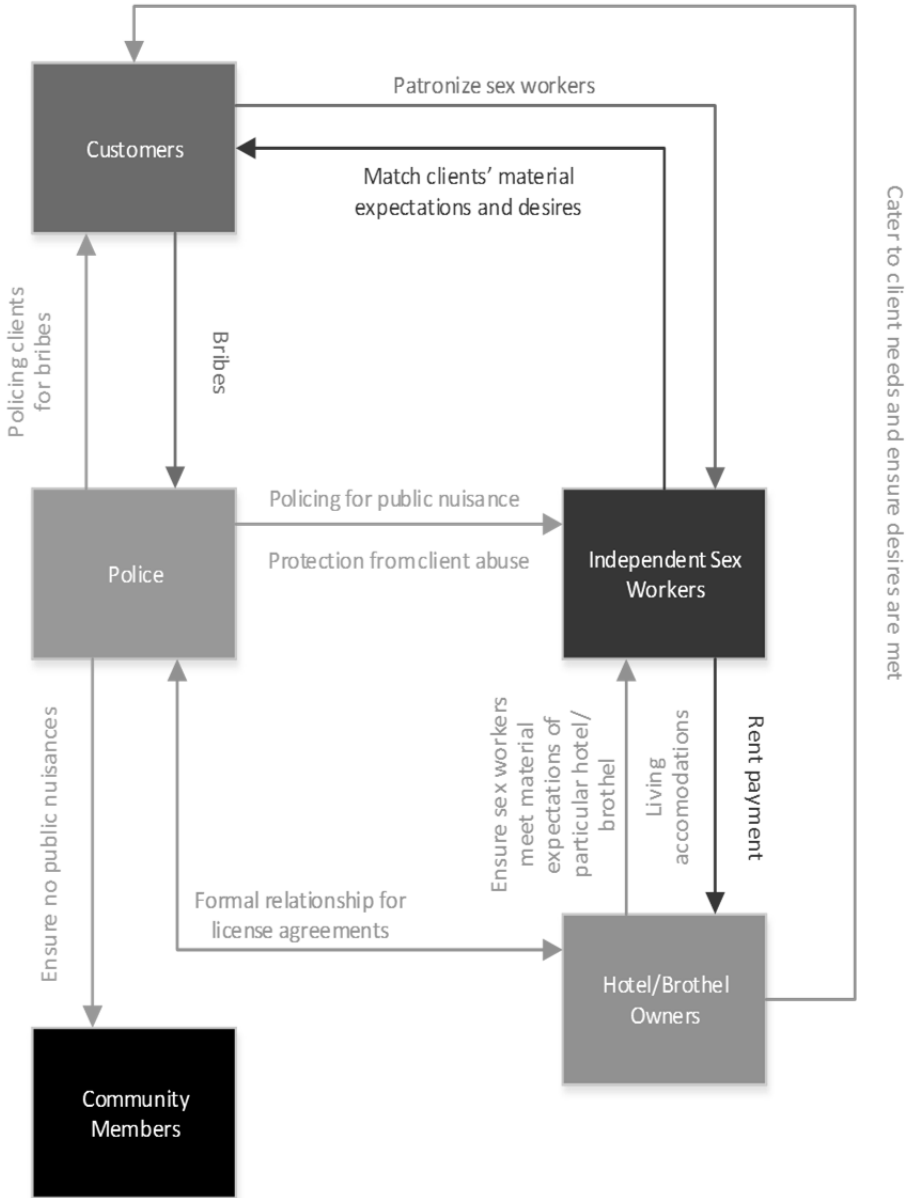 Patronize sex workers
Customers
Match clients’ material
expectations and desires
Cater to client needs and ensure desires are met
Policing clients
for bribes
Bribes
Policing for public nuisance
Protection from client abuse
Police
Independent Sex
Workers
Ensure no public nuisances
Ensure sex workers
meet material
expectations of
particular hotel/
brothel
Living
accomodations
Rent payment
Formal relationship for
license agreements
Hotel/Brothel
Owners
Community
Members